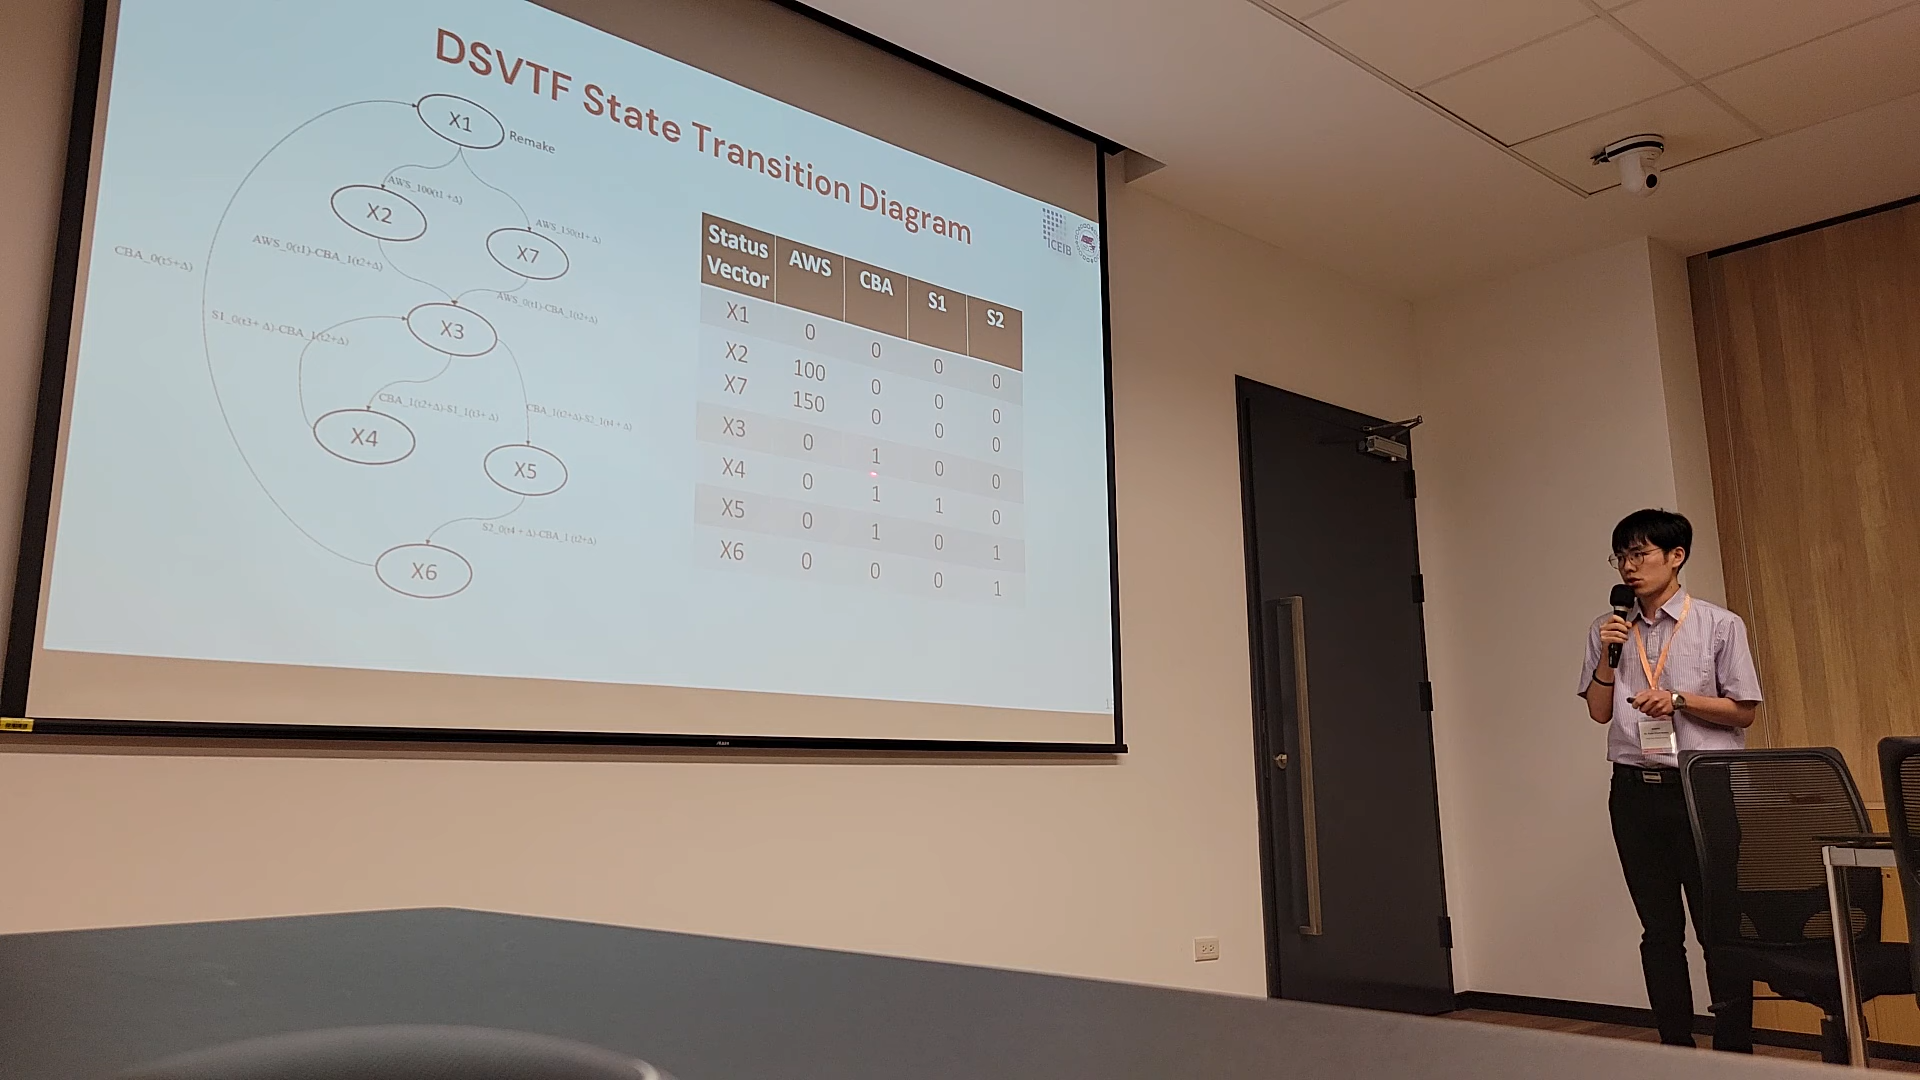 DSVTF State Transition Diagram
X1
Remake
AWS_100(t1 +Δ)
X2
AWS_150(t1+Δ)
X7
CBA_0(t5+Δ)
AWS_0(t1)-CBA_1(t2+Δ)
AWS_0(t1)-CBA_1(t2+Δ)
X3
S1_0(t3+ Δ)-CBA_1(t2+Δ)
CBA_1(t2+Δ)-S1_1(t3+ Δ)
CBA_1(t2+Δ)-S2_1(t4 + Δ)
X4
X5
S2_0(t4 + Δ)-CBA_1 (t2+Δ)
X6
ICEIB
Status Vector AWS CBA S1 S2
X1 0 0 0 0
X2 100 0 0 0
X7 150 0 0 0
X3 0 1 0 0
X4 0 1 1 0
X5 0 1 0 1
X6 0 0 0 1